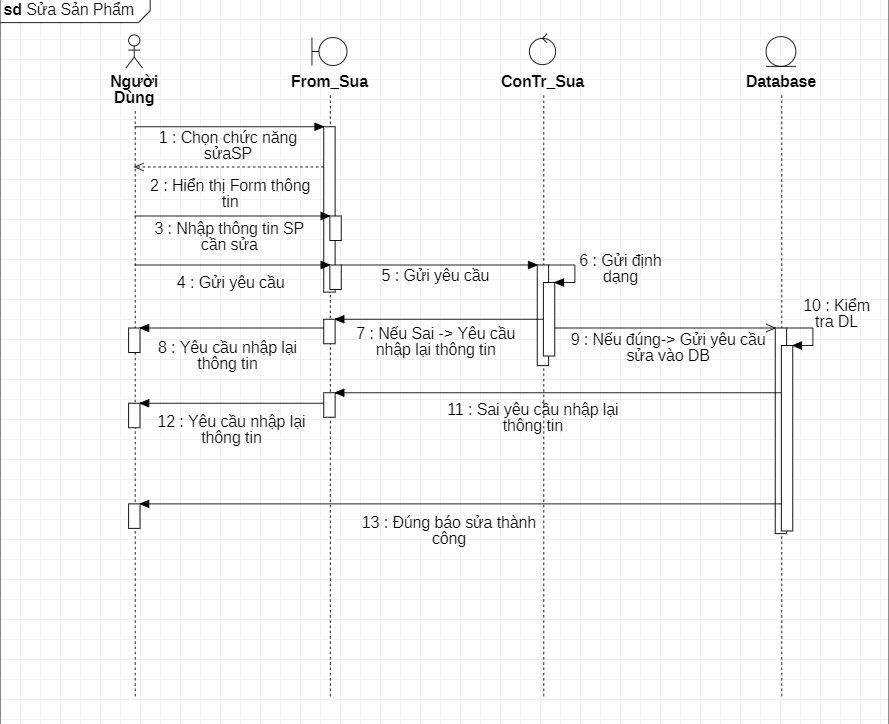 sd Sửa Sản Phẩm
Người
Dùng
From_Sua
ConTr_Sua
Database
1 : Chọn chức năng
sửaSP
2 : Hiển thị Form thông
tin
3 : Nhập thông tin SP
cần sửa
4 : Gửi yêu cầu
5 : Gửi yêu cầu
6 : Gửi định
dạng
7 : Nếu Sai -> Yêu cầu
nhập lại thông tin
8 : Yêu cầu nhập lại
thông tin
9 : Nếu đúng-> Gửi yêu cầu
sửa vào DB
10 : Kiểm
tra DL
11 : Sai yêu cầu nhập lại
thông tin
12 : Yêu cầu nhập lại
thông tin
13 : Đúng báo sửa thành
công